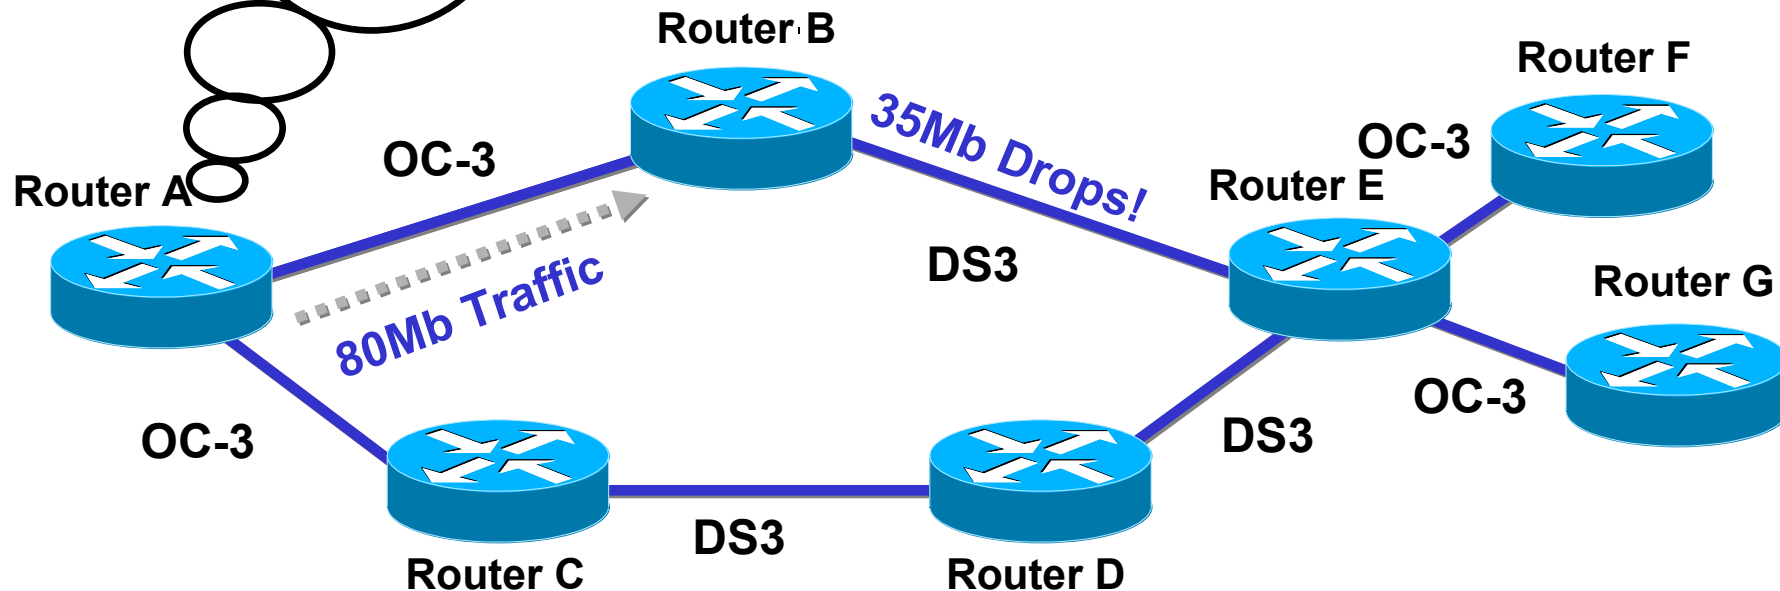 Router B
Router F
35Mb Drops!
OC-3
OC-3
Router A
Router E
80Mb Traffic
DS3
Router G
OC-3
OC-3
DS3
DS3
Router C
Router D